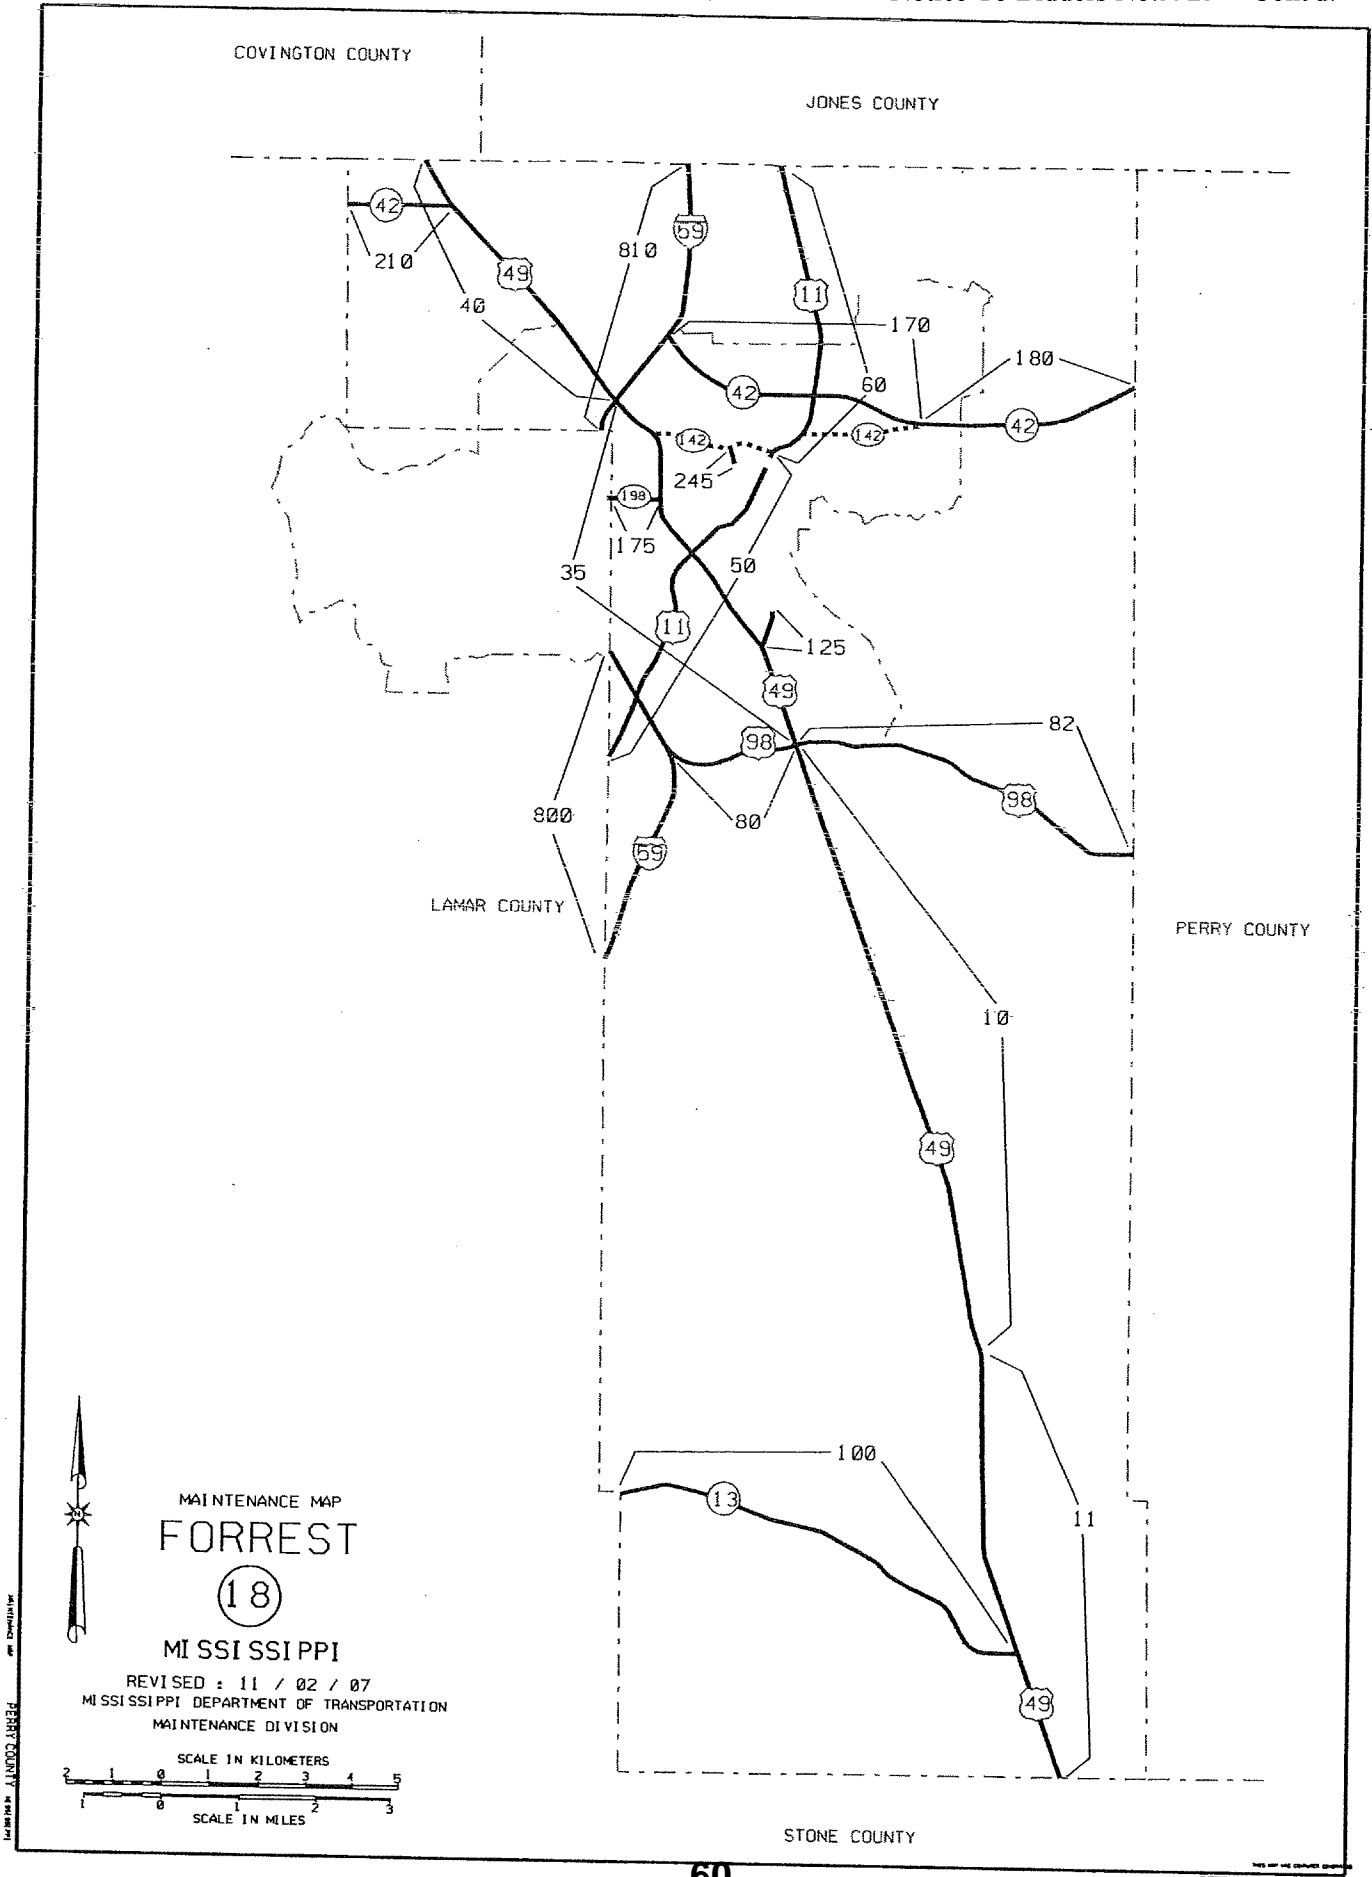 COVINGTON COUNTY
JONES COUNTY
42
59
810
210
49
11
40
170
180
60
42
42
142
142
245
198
175
50
35
11
125
49
82
98
98
800
80
59
LAMAR COUNTY
PERRY COUNTY
10
49
100
13
11
49
N
MAINTENANCE MAP
FORREST
18
MISSISSIPPI
REVISED : 11 / 02 / 07
MISSISSIPPI DEPARTMENT OF TRANSPORTATION
MAINTENANCE DIVISION
SCALE IN KILOMETERS
2 1 0 1 2 3 4 5
1 0 1 2 3
SCALE IN MILES
STONE COUNTY
PERRY COUNTY
60